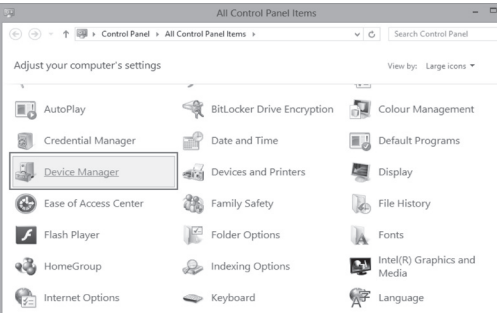 All Control Panel Items
Control Panel ▸ All Control Panel Items ▸
Search Control Panel
Adjust your computer's settings
View by: Large icons
AutoPlay
BitLocker Drive Encryption
Colour Management
Credential Manager
Date and Time
Default Programs
Device Manager
Devices and Printers
Display
Ease of Access Center
Family Safety
File History
Flash Player
Folder Options
Fonts
HomeGroup
Indexing Options
Intel(R) Graphics and
Media
Internet Options
Keyboard
Language